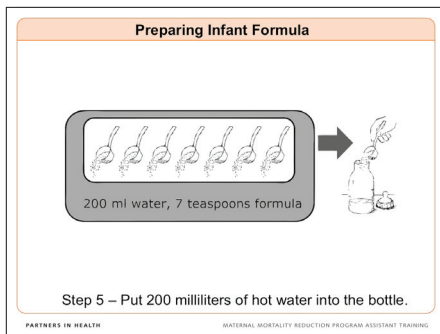 Preparing Infant Formula
200 ml water, 7 teaspoons formula
Step 5 – Put 200 milliliters of hot water into the bottle.
PARTNERS IN HEALTH
MATERNAL MORTALITY REDUCTION PROGRAM ASSISTANT TRAINING